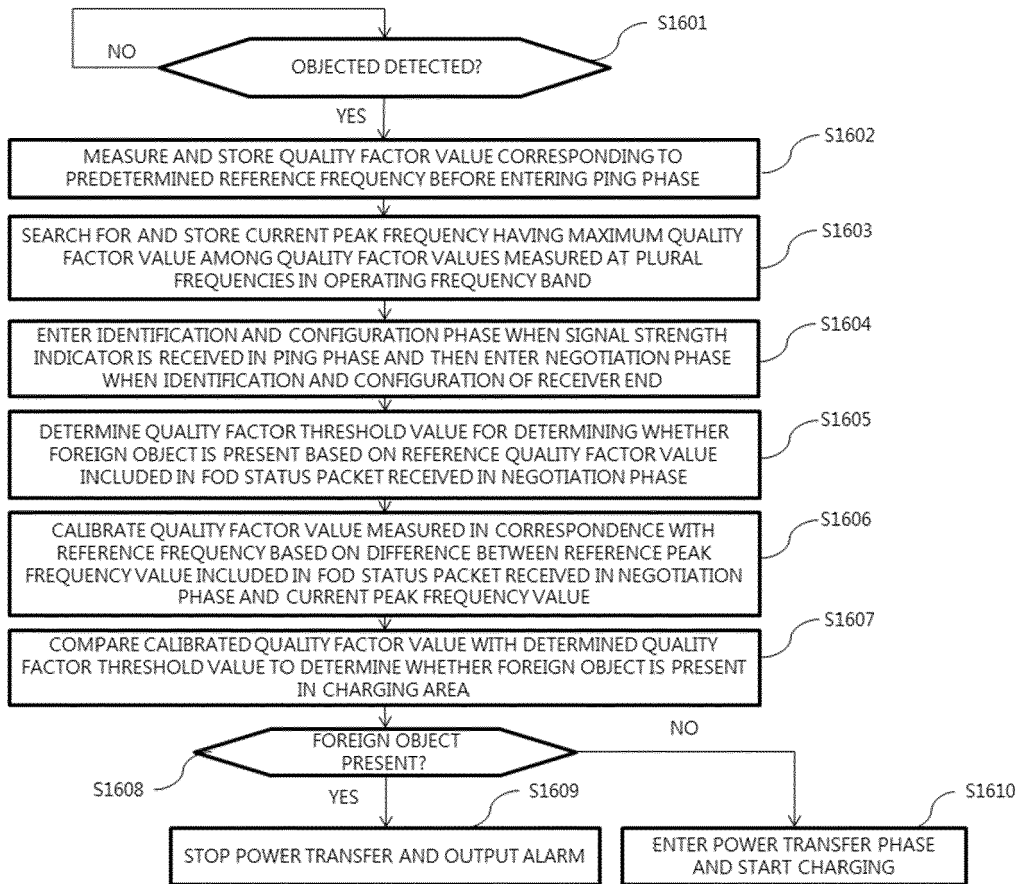 S1601
NO
OBJECTED DETECTED?
YES
S1602
MEASURE AND STORE QUALITY FACTOR VALUE CORRESPONDING TO
PREDETERMINED REFERENCE FREQUENCY BEFORE ENTERING PING PHASE
S1603
SEARCH FOR AND STORE CURRENT PEAK FREQUENCY HAVING MAXIMUM QUALITY
FACTOR VALUE AMONG QUALITY FACTOR VALUES MEASURED AT PLURAL
FREQUENCIES IN OPERATING FREQUENCY BAND
S1604
ENTER IDENTIFICATION AND CONFIGURATION PHASE WHEN SIGNAL STRENGTH
INDICATOR IS RECEIVED IN PING PHASE AND THEN ENTER NEGOTIATION PHASE
WHEN IDENTIFICATION AND CONFIGURATION OF RECEIVER END
S1605
DETERMINE QUALITY FACTOR THRESHOLD VALUE FOR DETERMINING WHETHER
FOREIGN OBJECT IS PRESENT BASED ON REFERENCE QUALITY FACTOR VALUE
INCLUDED IN FOD STATUS PACKET RECEIVED IN NEGOTIATION PHASE
S1606
CALIBRATE QUALITY FACTOR VALUE MEASURED IN CORRESPONDENCE WITH
REFERENCE FREQUENCY BASED ON DIFFERENCE BETWEEN REFERENCE PEAK
FREQUENCY VALUE INCLUDED IN FOD STATUS PACKET RECEIVED IN NEGOTIATION
PHASE AND CURRENT PEAK FREQUENCY VALUE
S1607
COMPARE CALIBRATED QUALITY FACTOR VALUE WITH DETERMINED QUALITY
FACTOR THRESHOLD VALUE TO DETERMINE WHETHER FOREIGN OBJECT IS PRESENT
IN CHARGING AREA
FOREIGN OBJECT
PRESENT?
NO
S1608
YES
S1609
S1610
STOP POWER TRANSFER AND OUTPUT ALARM
ENTER POWER TRANSFER PHASE
AND START CHARGING